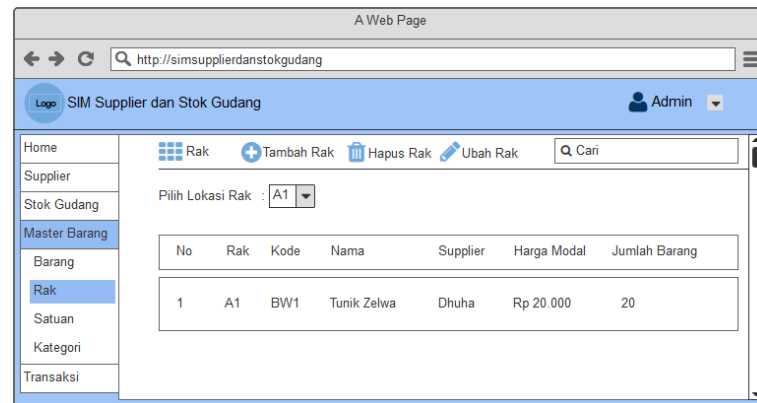 A Web Page
http://simsupplierdanstokgudang
Logo SIM Supplier dan Stok Gudang Admin
Home
Supplier
Stok Gudang
Master Barang
Barang
Rak
Satuan
Kategori
Transaksi
Rak Tambah Rak Hapus Rak Ubah Rak Cari
Pilih Lokasi Rak : A1
No Rak Kode Nama Supplier Harga Modal Jumlah Barang
1 A1 BW1 Tunik Zelwa Dhuha Rp 20.000 20